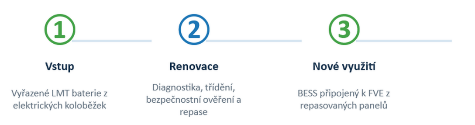 1
2
3
Vstup
Renovace
Nové využití
Vyřazené LMT baterie z
elektrických koloběžek
Diagnostika, třídění,
bezpečnostní ověření a
repase
BESS připojený k FVE z
repasovaných panelů